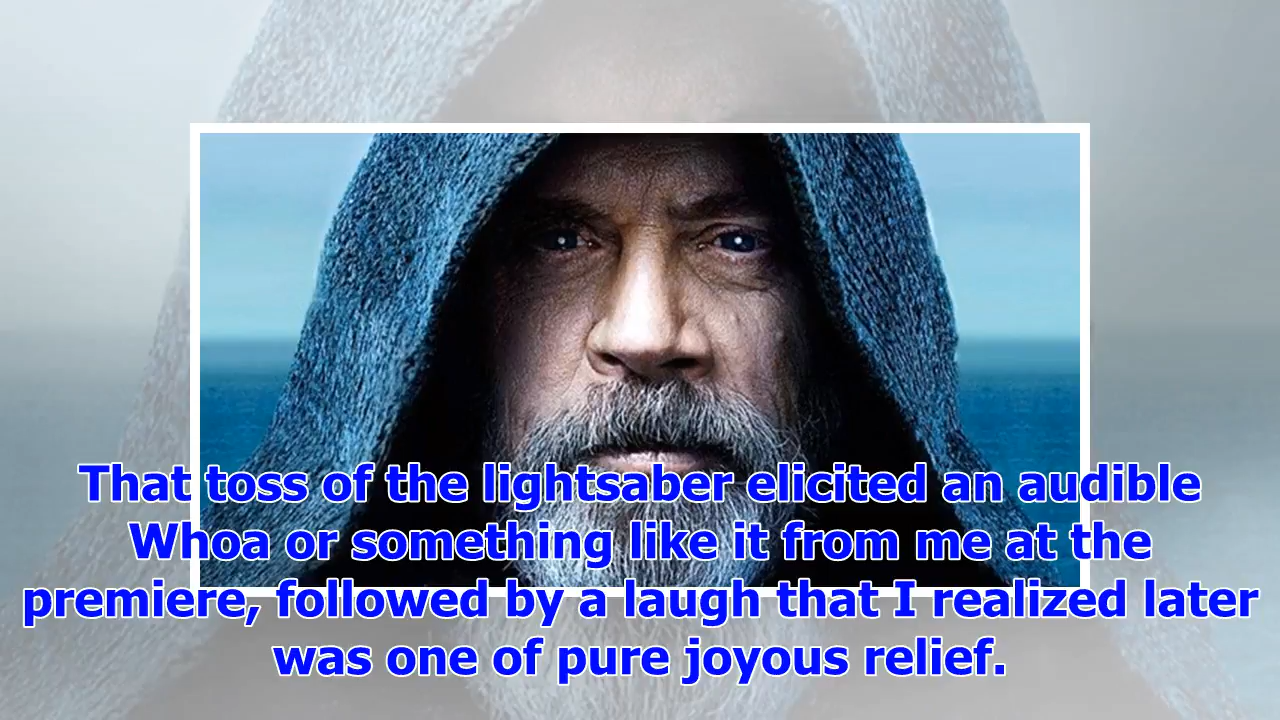 That toss of the lightsaber elicited an audible
Whoa or something like it from me at the
premiere, followed by a laugh that I realized later
was one of pure joyous relief.